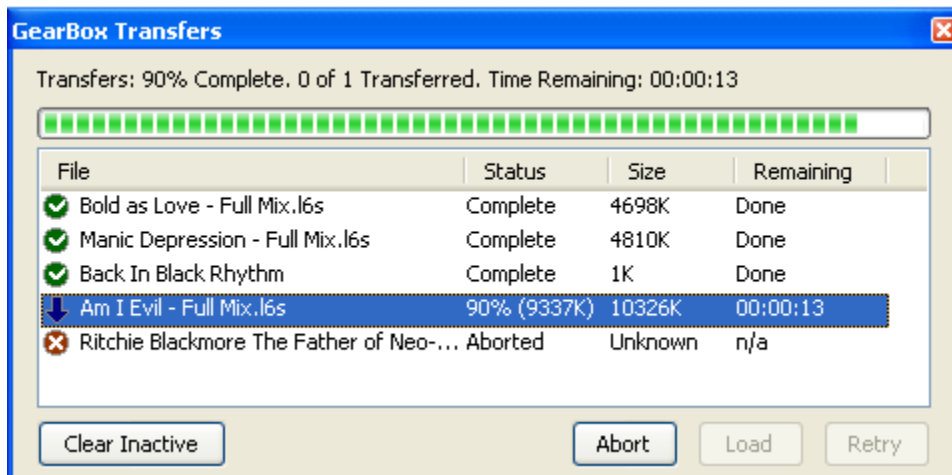 GearBox Transfers
Transfers: 90% Complete. 0 of 1 Transferred. Time Remaining: 00:00:13
File Status Size Remaining
Bold as Love - Full Mix.l6s Complete 4698K Done
Manic Depression - Full Mix.l6s Complete 4810K Done
Back In Black Rhythm Complete 1K Done
Am I Evil - Full Mix.l6s 90% (9337K) 10326K 00:00:13
Ritchie Blackmore The Father of Neo-... Aborted Unknown n/a
Clear Inactive Abort Load Retry